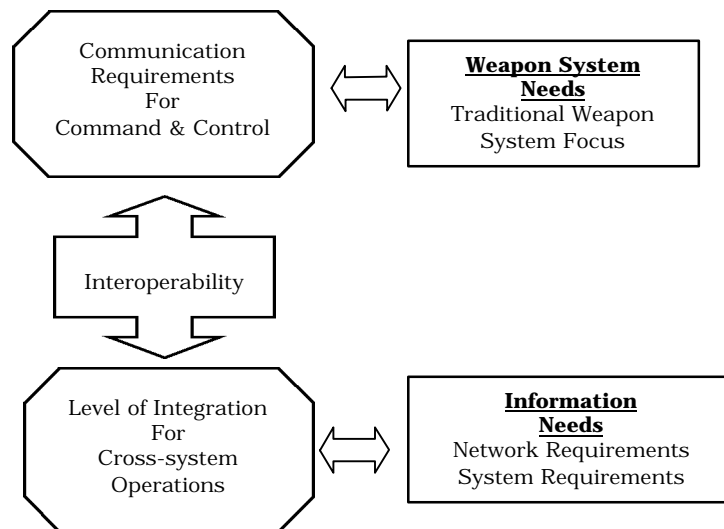 Communication
Requirements
For
Command & Control
Weapon System
Needs
Traditional Weapon
System Focus
Interoperability
Level of Integration
For
Cross-system
Operations
Information
Needs
Network Requirements
System Requirements